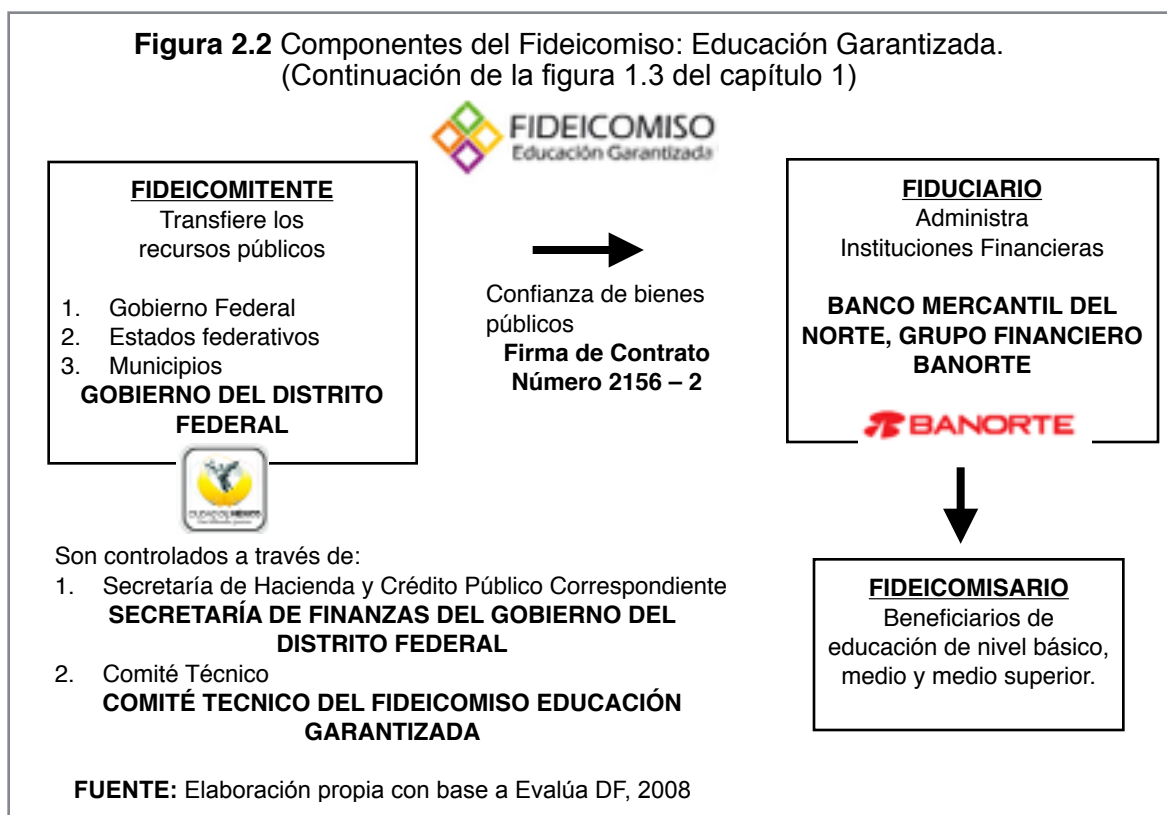 Figura 2.2 Componentes del Fideicomiso: Educación Garantizada.
(Continuación de la figura 1.3 del capítulo 1)
FIDEICOMISO
Educación Garantizada
FIDEICOMITENTE
Transfiere los
recursos públicos
1. Gobierno Federal
2. Estados federativos
3. Municipios
GOBIERNO DEL DISTRITO
FEDERAL
Confianza de bienes
públicos
Firma de Contrato
Número 2156 – 2
FIDUCIARIO
Administra
Instituciones Financieras
BANCO MERCANTIL DEL
NORTE, GRUPO FINANCIERO
BANORTE
BANORTE
CIUDAD DE MÉXICO
Son controlados a través de:
1. Secretaría de Hacienda y Crédito Público Correspondiente
SECRETARÍA DE FINANZAS DEL GOBIERNO DEL
DISTRITO FEDERAL
2. Comité Técnico
COMITÉ TECNICO DEL FIDEICOMISO EDUCACIÓN
GARANTIZADA
FIDEICOMISARIO
Beneficiarios de
educación de nivel básico,
medio y medio superior.
FUENTE: Elaboración propia con base a Evalúa DF, 2008